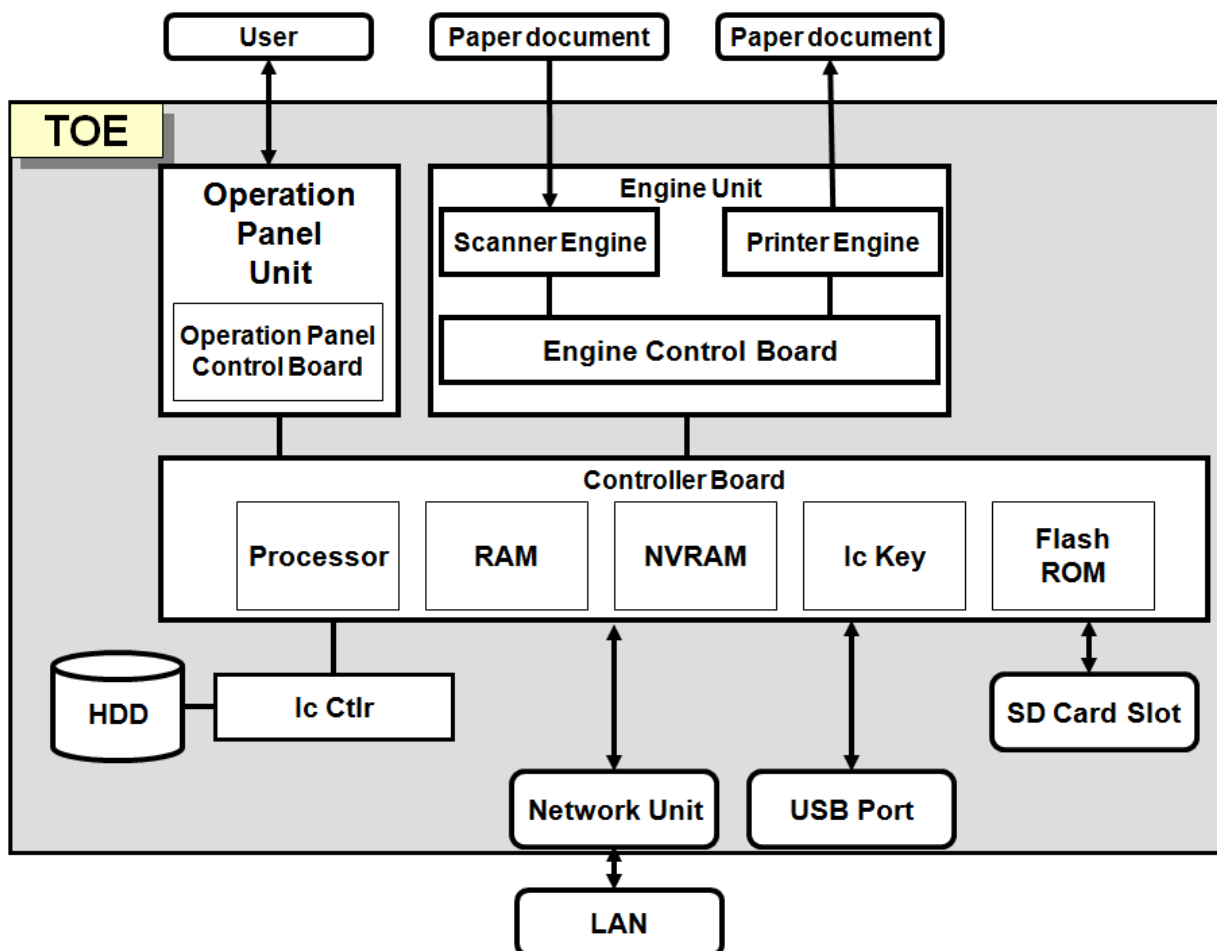 User
Paper document
Paper document
TOE
Operation
Panel
Unit
Operation Panel
Control Board
Engine Unit
Scanner Engine
Printer Engine
Engine Control Board
Controller Board
Processor
RAM
NVRAM
Ic Key
Flash
ROM
HDD
Ic Ctlr
SD Card Slot
Network Unit
USB Port
LAN